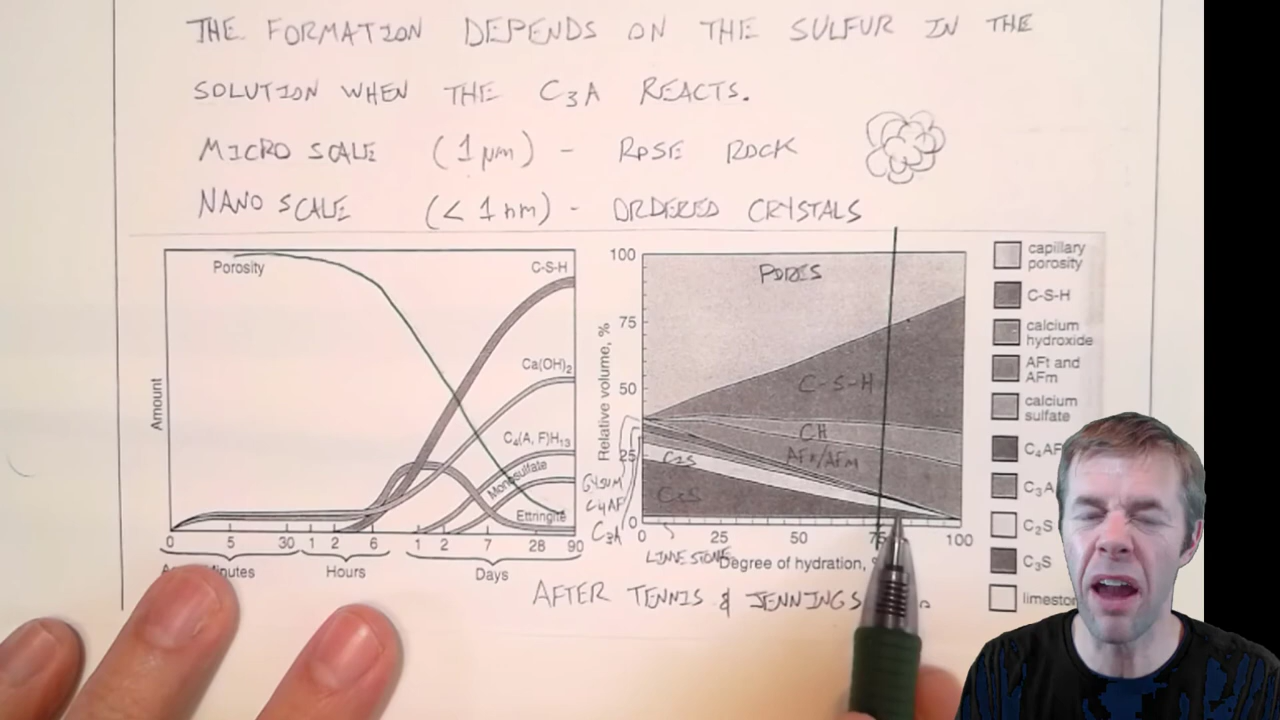 THE FORMATION DEPENDS ON THE SULFUR IN THE
SOLUTION WHEN THE C3A REACTS.
MICRO SCALE (1 μm) - ROSE ROCK
NANO SCALE (< 1 nm) - ORDERED CRYSTALS
Porosity
C-S-H
Ca(OH)2
C4(A, F)H13
Monosulfate
Ettringite
Amount
0 5 30 1 2 6 1 2 7 28 90
Minutes Hours Days
100
75
50
25
0
Relative volume, %
PORES
C-S-H
CH
AFt/AFm
C2S
C3S
GYSUM
C4AF
C3A
0 25 50 75 100
LIMESTONE
Degree of hydration,
capillary
porosity
C-S-H
calcium
hydroxide
AFt and
AFm
calcium
sulfate
C4AF
C3A
C2S
C3S
AFTER TENNIS & JENNINGS